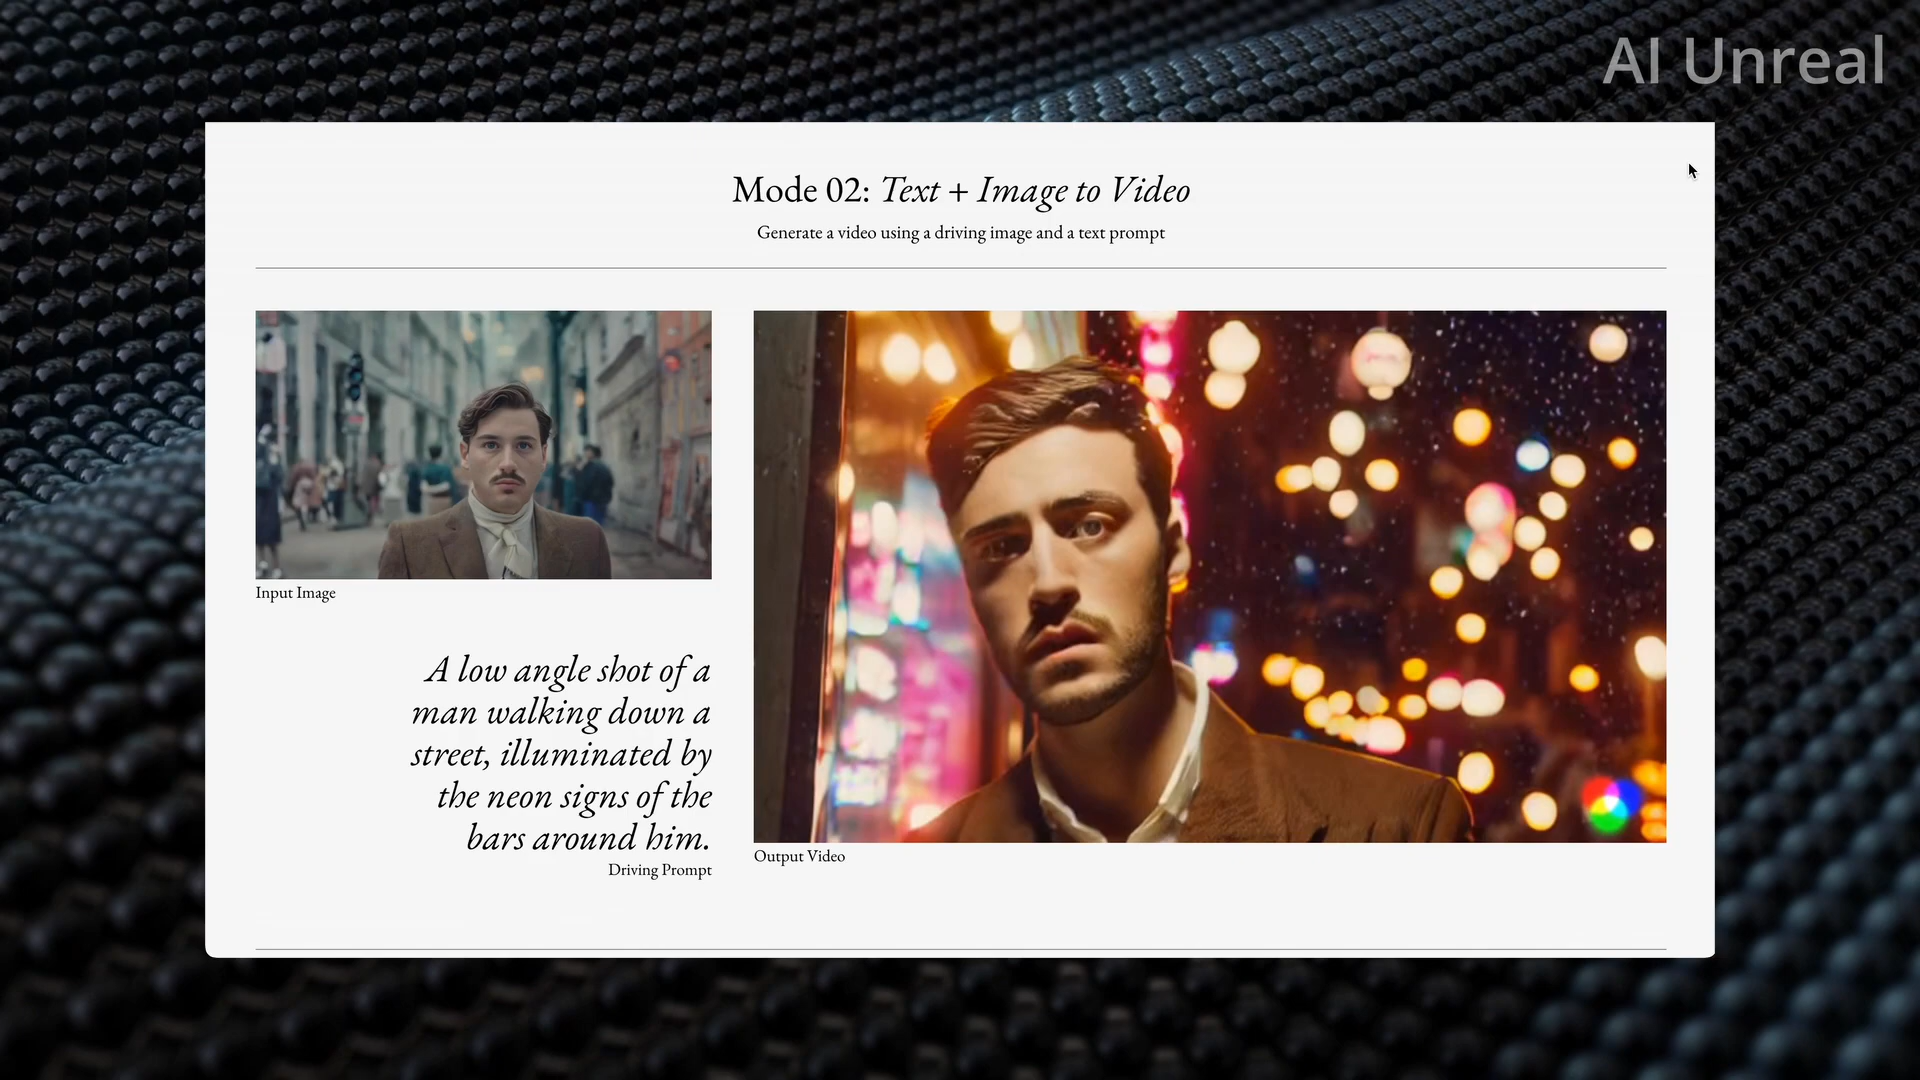 AI Unreal
Mode 02: Text + Image to Video
Generate a video using a driving image and a text prompt
Input Image
A low angle shot of a
man walking down a
street, illuminated by
the neon signs of the
bars around him.
Driving Prompt
Output Video